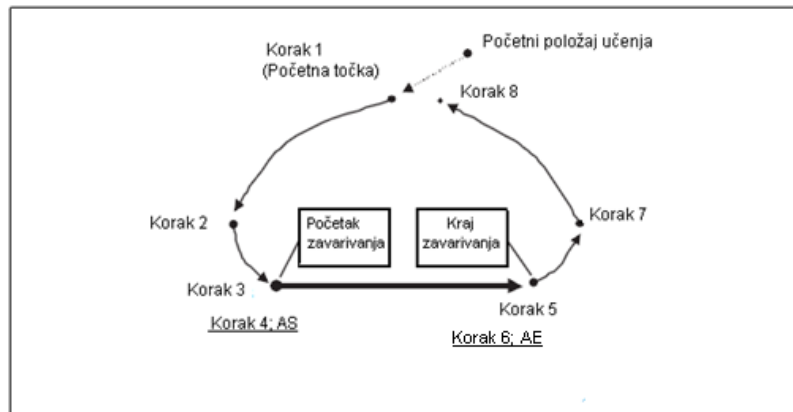 Početni položaj učenja
Korak 1
(Početna točka)
Korak 8
Korak 2
Početak
zavarivanja
Kraj
zavarivanja
Korak 7
Korak 3
Korak 5
Korak 4; AS
Korak 6; AE